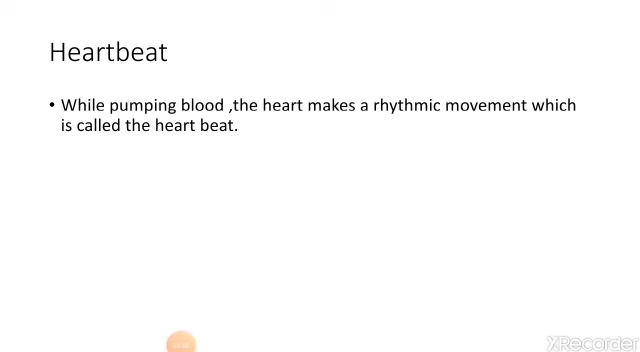 Heartbeat
• While pumping blood ,the heart makes a rhythmic movement which
is called the heart beat.
XRecorder